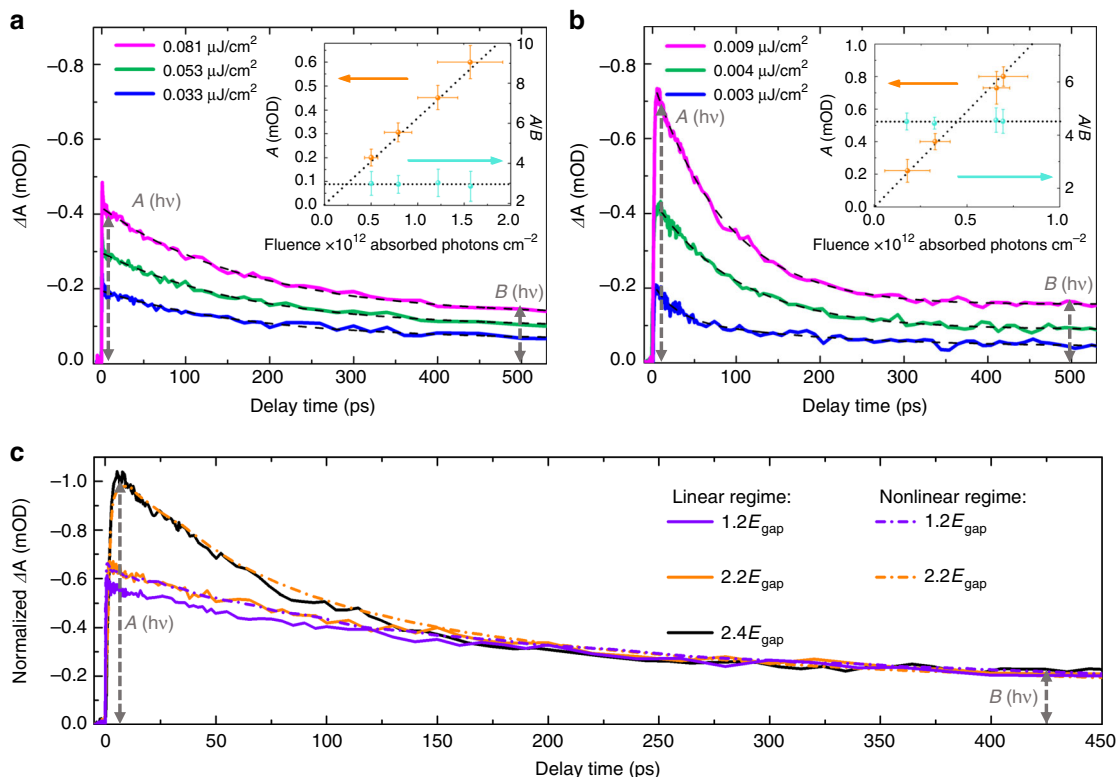 a
0.081 μJ/cm²
0.053 μJ/cm²
0.033 μJ/cm²
−0.8
−0.6
−0.4
−0.2
0.0
ΔA (mOD)
0 100 200 300 400 500
Delay time (ps)
A (hν)
B (hν)
0.6
0.5
0.4
0.3
0.2
0.1
0.0
A (mOD)
10
8
6
4
2
A/B
0.0 0.5 1.0 1.5 2.0
Fluence ×10¹² absorbed photons cm⁻²
b
0.009 μJ/cm²
0.004 μJ/cm²
0.003 μJ/cm²
−0.8
−0.6
−0.4
−0.2
0.0
ΔA (mOD)
0 100 200 300 400 500
Delay time (ps)
A (hν)
B (hν)
1.0
0.8
0.6
0.4
0.2
0.0
A (mOD)
6
4
2
A/B
0.0 0.5 1.0
Fluence ×10¹² absorbed photons cm⁻²
c
−1.0
−0.8
−0.6
−0.4
−0.2
0.0
Normalized ΔA (mOD)
A (hν)
B (hν)
Linear regime: Nonlinear regime:
1.2Egap 1.2Egap
2.2Egap 2.2Egap
2.4Egap
0 50 100 150 200 250 300 350 400 450
Delay time (ps)